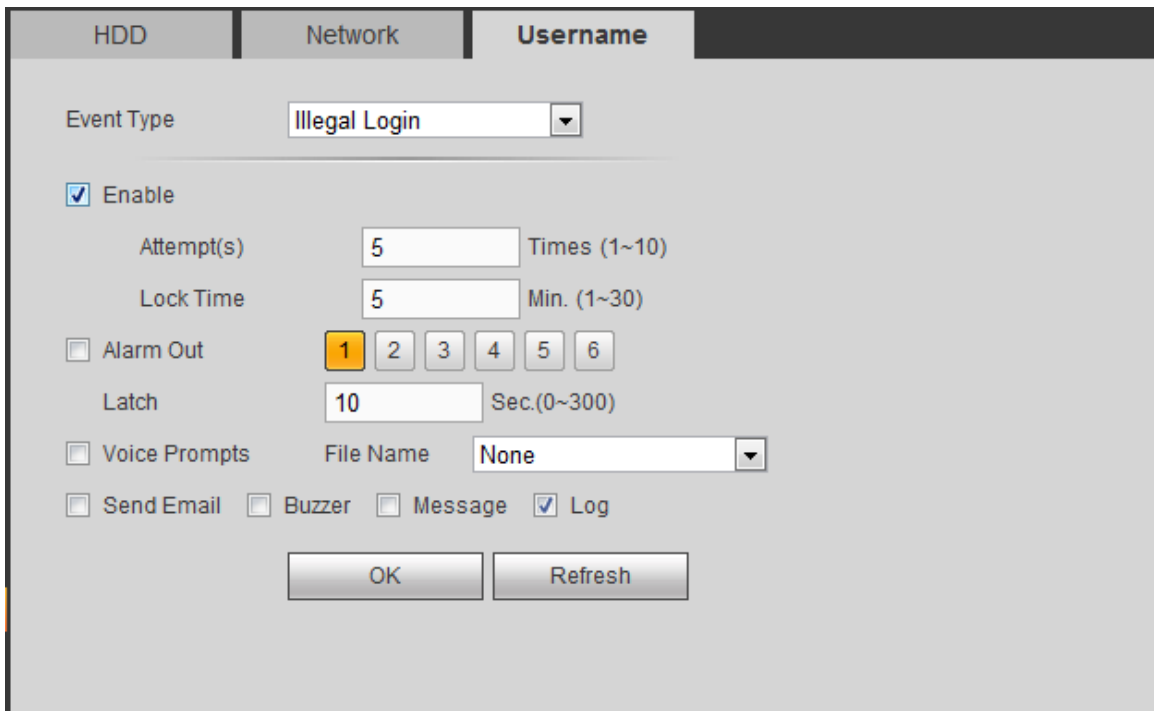 HDD Network Username
Event Type Illegal Login
Enable
Attempt(s) 5 Times (1~10)
Lock Time 5 Min. (1~30)
Alarm Out 1 2 3 4 5 6
Latch 10 Sec.(0~300)
Voice Prompts File Name None
Send Email Buzzer Message Log
OK Refresh